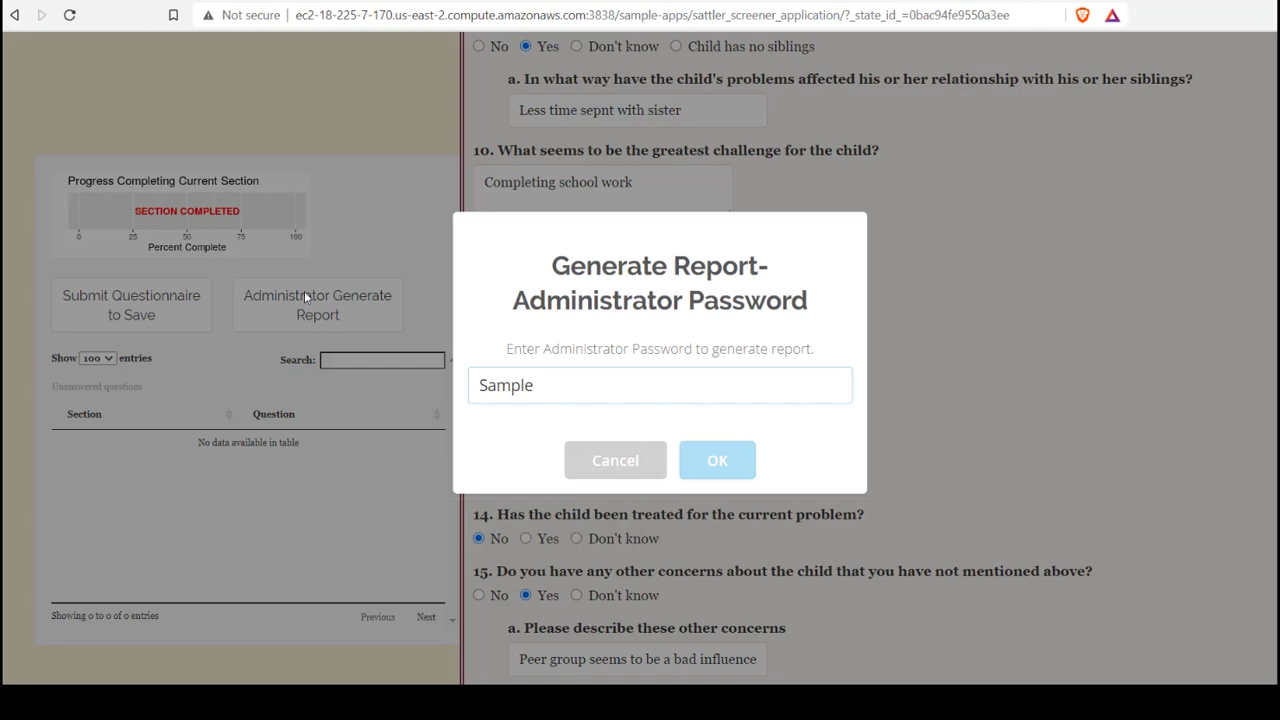 Not secure ec2-18-225-7-170.us-east-2.compute.amazonaws.com:3838/sample-apps/sattler_screener_application/?_state_id_=0bac94fe9550a3ee
No Yes Don't know Child has no siblings
a. In what way have the child's problems affected his or her relationship with his or her siblings?
Less time sepnt with sister
10. What seems to be the greatest challenge for the child?
Completing school work
Progress Completing Current Section
SECTION COMPLETED
0 25 50 75 100
Percent Complete
Submit Questionnaire
to Save
Administrator Generate
Report
Show 100 entries
Search:
Unanswered questions
Section Question
No data available in table
Showing 0 to 0 of 0 entries
Previous Next
Generate Report-
Administrator Password
Enter Administrator Password to generate report.
Sample
Cancel OK
14. Has the child been treated for the current problem?
No Yes Don't know
15. Do you have any other concerns about the child that you have not mentioned above?
No Yes Don't know
a. Please describe these other concerns
Peer group seems to be a bad influence